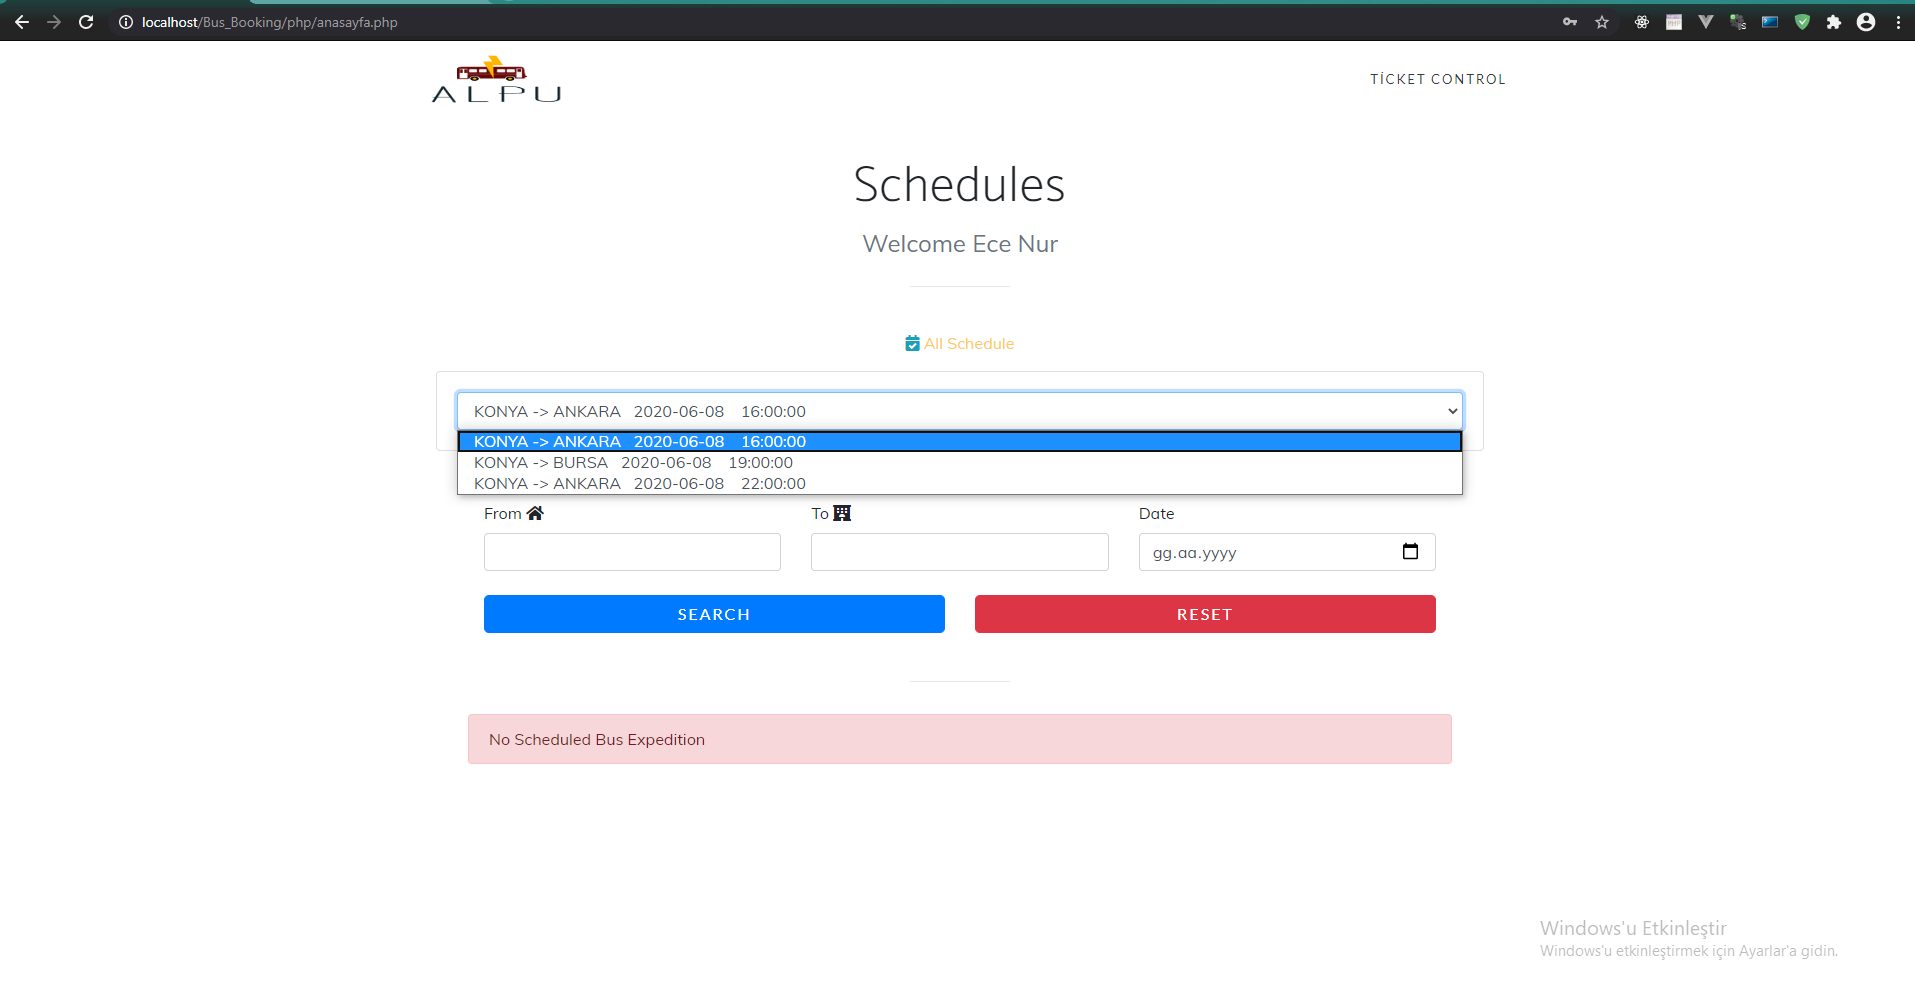 localhost/Bus_Booking/php/anasayfa.php
ALPU
TİCKET CONTROL
Schedules
Welcome Ece Nur
All Schedule
KONYA -> ANKARA 2020-06-08 16:00:00
KONYA -> ANKARA 2020-06-08 16:00:00
KONYA -> BURSA 2020-06-08 19:00:00
KONYA -> ANKARA 2020-06-08 22:00:00
From To Date
gg.aa.yyyy
SEARCH RESET
No Scheduled Bus Expedition
Windows'u Etkinleştir
Windows'u etkinleştirmek için Ayarlar'a gidin.